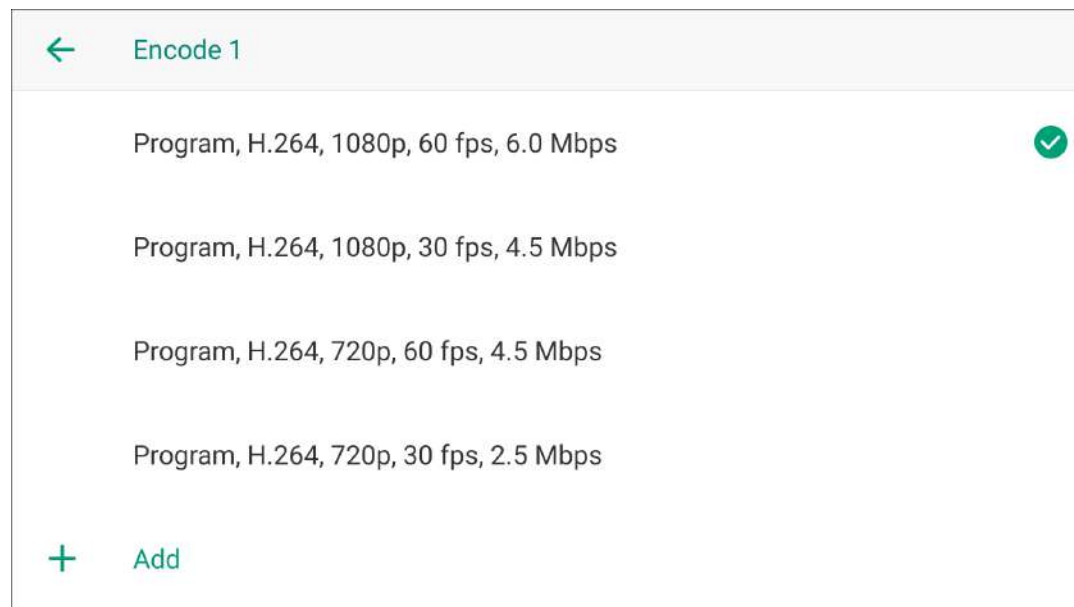 Encode 1
Program, H.264, 1080p, 60 fps, 6.0 Mbps
Program, H.264, 1080p, 30 fps, 4.5 Mbps
Program, H.264, 720p, 60 fps, 4.5 Mbps
Program, H.264, 720p, 30 fps, 2.5 Mbps
Add